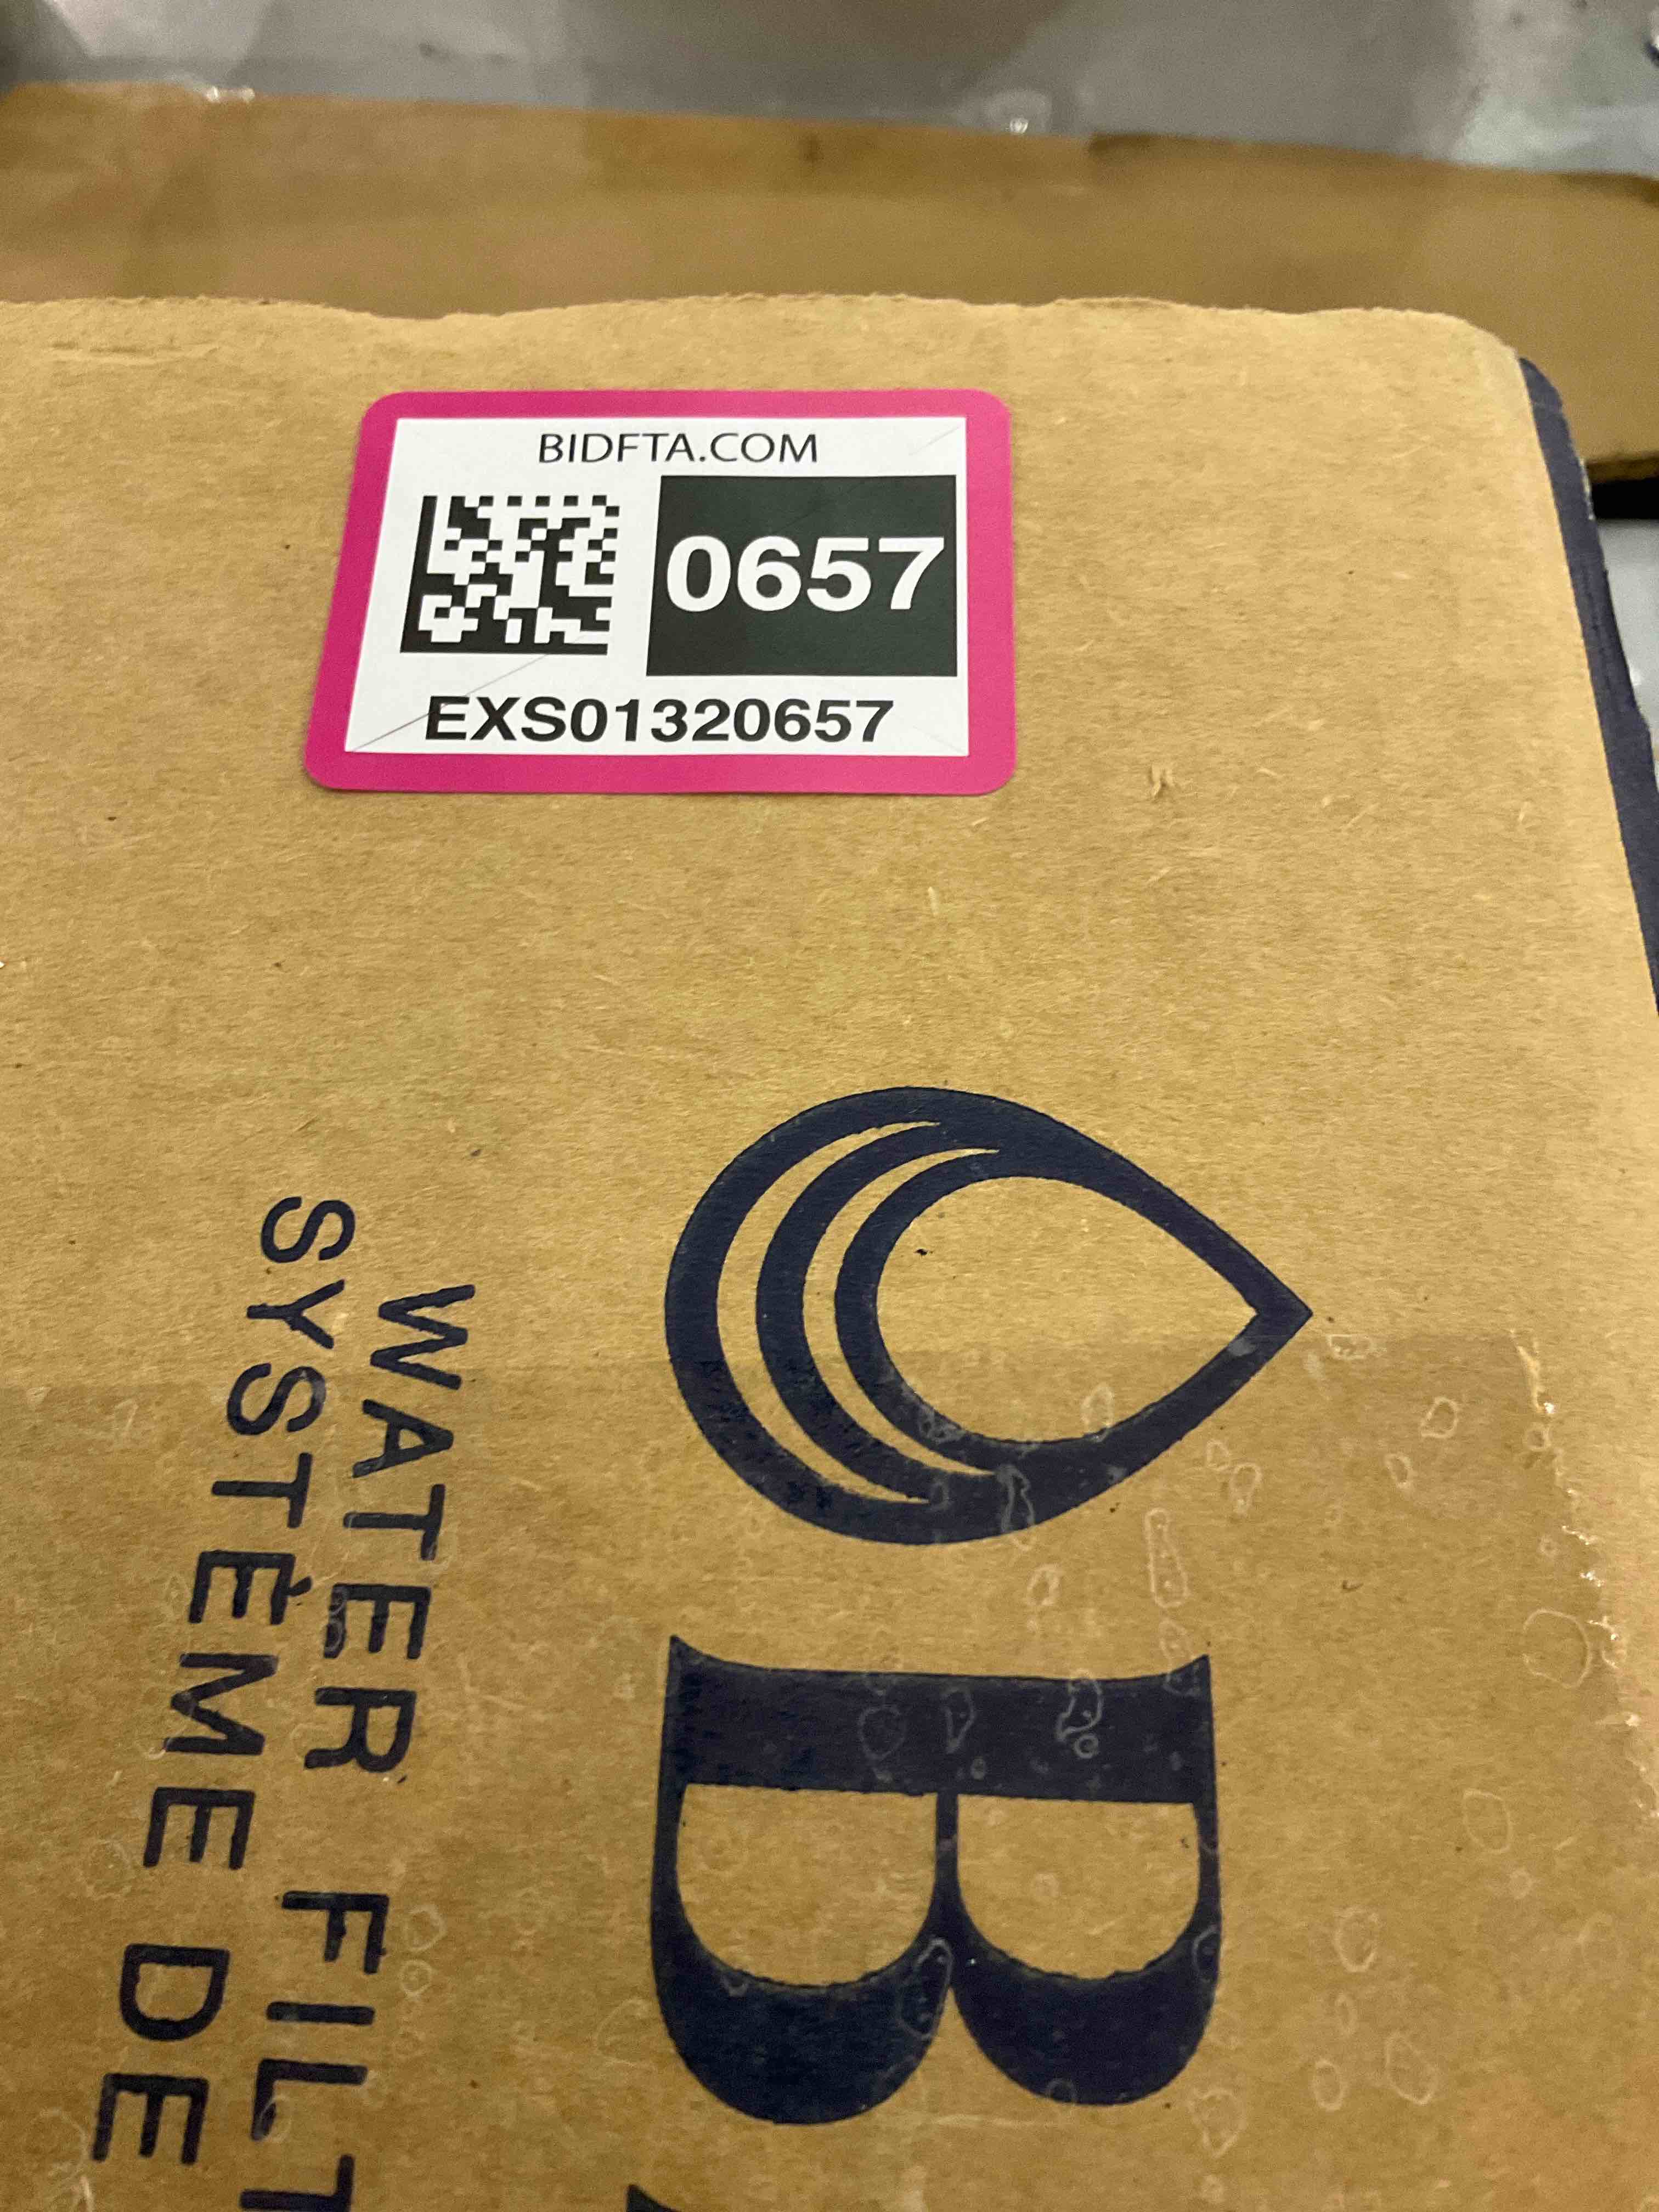 BIDFTA.COM
0657
EXS01320657
B
WATER FILT
SYSTÈME DE